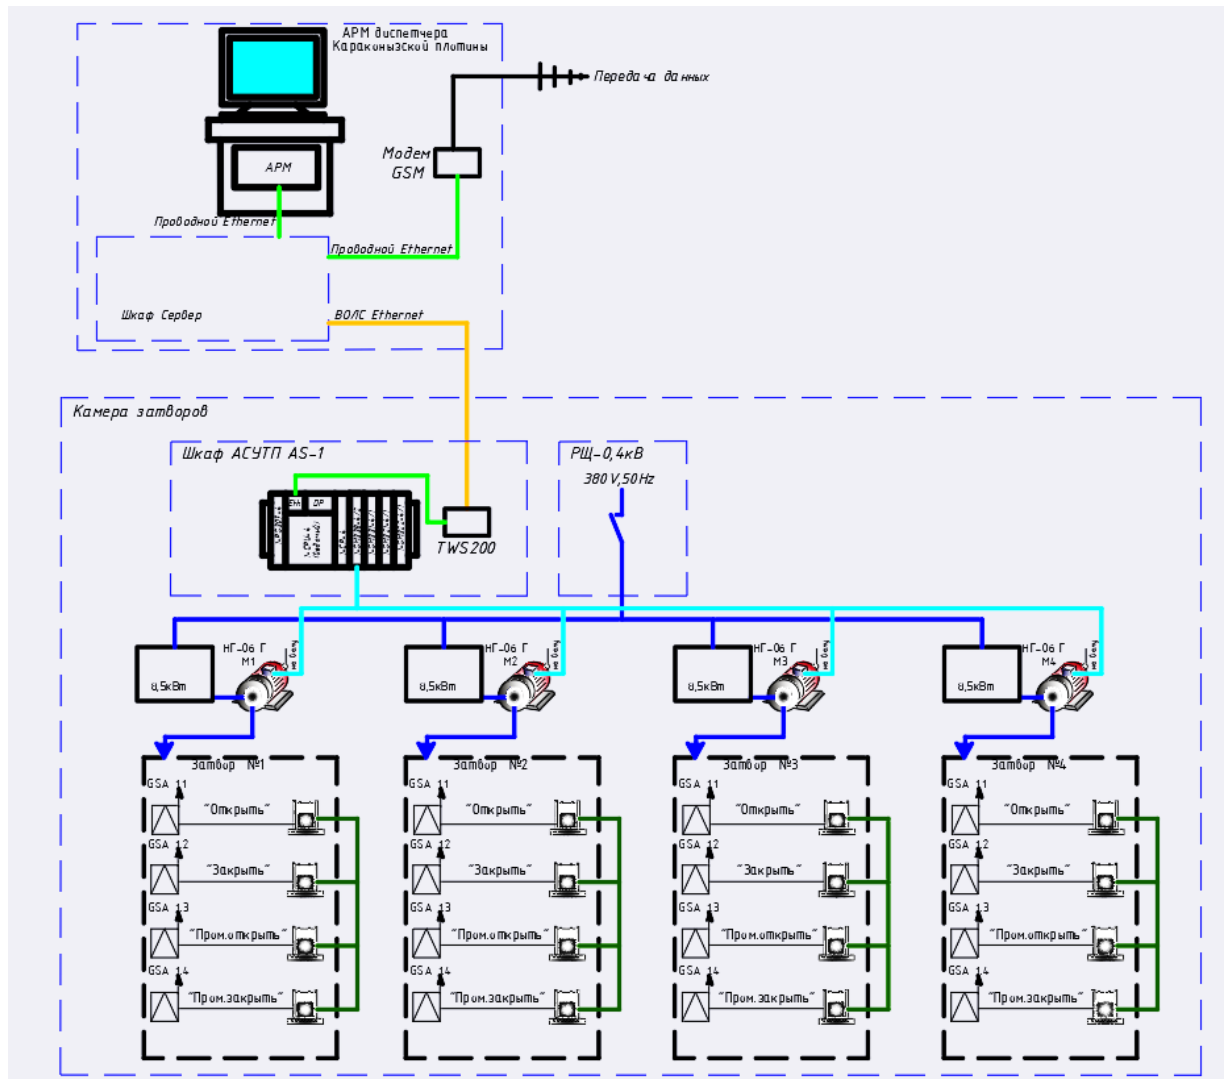 АРМ диспетчера
Караконызской плотины
Передача данных
Модем
GSM
АРМ
Проводной Ethernet
Проводной Ethernet
Шкаф Сервер
ВОЛС Ethernet
Камера затворов
Шкаф АСУТП AS-1
РЩ-0,4кВ
380V,50Hz
Eth
DP
TWS200
НГ-06 Г
М1
8,5кВт
НГ-06 Г
М2
8,5кВт
НГ-06 Г
М3
8,5кВт
НГ-06 Г
М4
8,5кВт
Затвор №1
GSA 11
"Открыть"
GSA 12
"Закрыть"
GSA 13
"Пром.открыть"
GSA 14
"Пром.закрыть"
Затвор №2
GSA 11
"Открыть"
GSA 12
"Закрыть"
GSA 13
"Пром.открыть"
GSA 14
"Пром.закрыть"
Затвор №3
GSA 11
"Открыть"
GSA 12
"Закрыть"
GSA 13
"Пром.открыть"
GSA 14
"Пром.закрыть"
Затвор №4
GSA 11
"Открыть"
GSA 12
"Закрыть"
GSA 13
"Пром.открыть"
GSA 14
"Пром.закрыть"